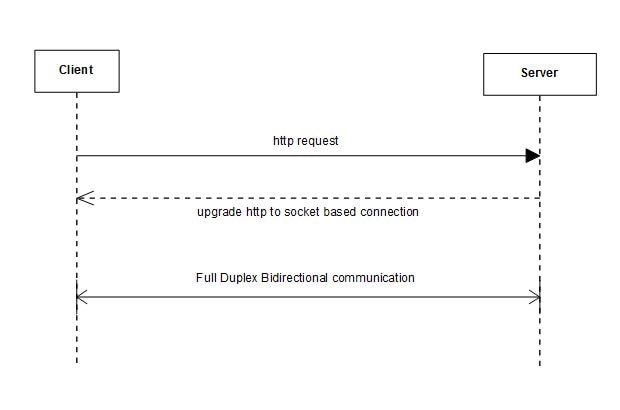 Client
Server
http request
upgrade http to socket based connection
Full Duplex Bidirectional communication